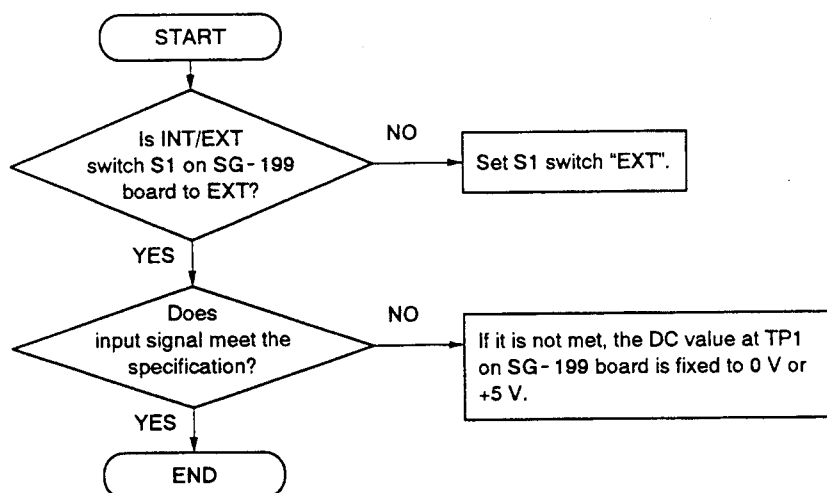 START
Is INT/EXT
switch S1 on SG-199
board to EXT?
NO
Set S1 switch “EXT”.
YES
Does
input signal meet the
specification?
NO
If it is not met, the DC value at TP1
on SG-199 board is fixed to 0 V or
+5 V.
YES
END